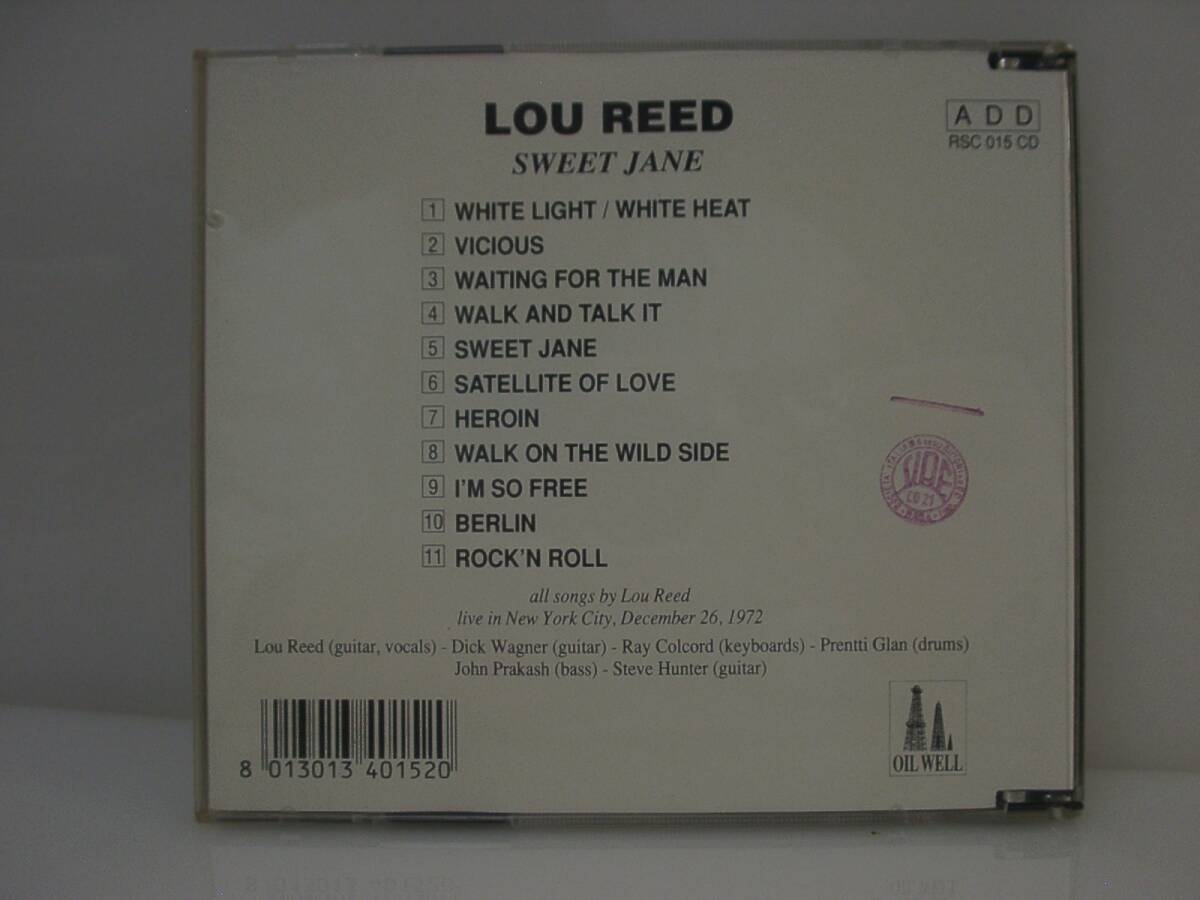 LOU REED
SWEET JANE
A D D
RSC 015 CD
1 WHITE LIGHT / WHITE HEAT
2 VICIOUS
3 WAITING FOR THE MAN
4 WALK AND TALK IT
5 SWEET JANE
6 SATELLITE OF LOVE
7 HEROIN
8 WALK ON THE WILD SIDE
9 I'M SO FREE
10 BERLIN
11 ROCK'N ROLL
all songs by Lou Reed
live in New York City, December 26, 1972
Lou Reed (guitar, vocals) - Dick Wagner (guitar) - Ray Colcord (keyboards) - Prentti Glan (drums)
John Prakash (bass) - Steve Hunter (guitar)
8 013013 401520
OIL WELL